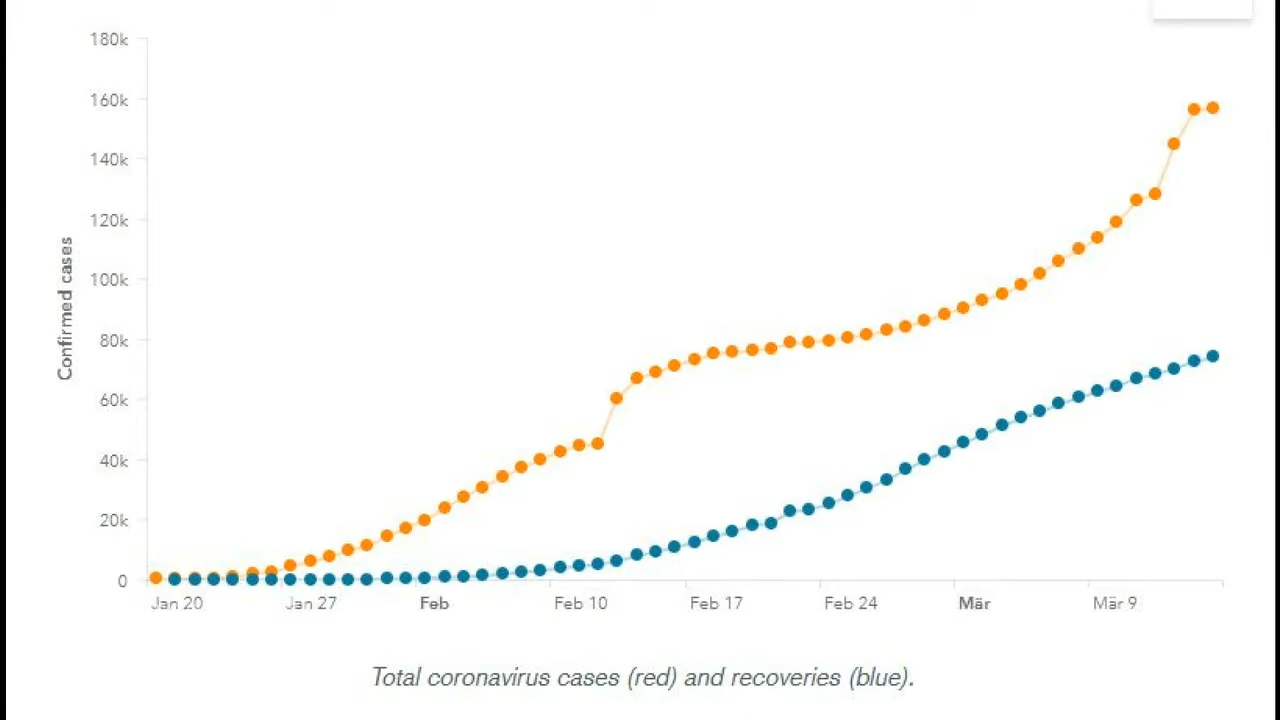 180k
160k
140k
120k
100k
80k
60k
40k
20k
0
Confirmed cases
Jan 20 Jan 27 Feb Feb 10 Feb 17 Feb 24 Mär Mär 9
Total coronavirus cases (red) and recoveries (blue).